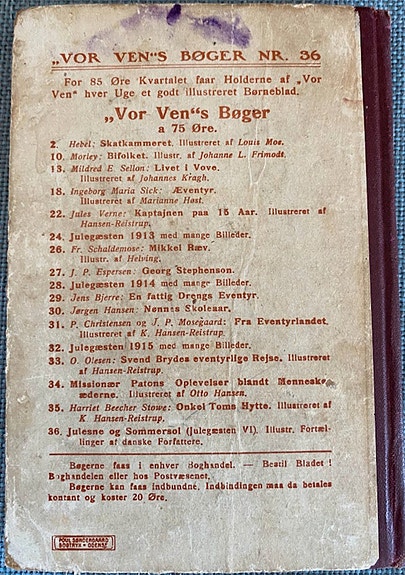 „VOR VEN“S BØGER NR. 36
For 85 Øre Kvartalet faar Holderne af „Vor
Ven“ hver Uge et godt illustreret Børneblad.
„Vor Ven“s Bøger
a 75 Øre.
2. Hebel: Skatkammeret. Illustreret af Louis Moe.
10. Morley: Bifolket. Illustr. af Johanne L. Frimodt.
13. Mildred E. Sellon: Livet i Vove.
Illustreret af Johannes Kragh.
18. Ingeborg Maria Sick: Æventyr.
Illustreret af Marianne Høst.
22. Jules Verne: Kaptajnen paa 15 Aar. Illustreret af
Hansen-Reistrup.
24. Julegæsten 1913 med mange Billeder.
26. Fr. Schaldemose: Mikkel Ræv.
Illustr. af Helving.
27. J. P. Espersen: Georg Stephenson.
28. Julegæsten 1914 med mange Billeder.
29. Jens Bjerre: En fattig Drengs Eventyr.
30. Jørgen Hansen: Nønnes Skoleaar.
31. P. Christensen og J. P. Mosegaard: Fra Eventyrlandet.
Illustreret af K. Hansen-Reistrup.
32. Julegæsten 1915 med mange Billeder.
33. O. Olesen: Svend Brydes eventyrlige Rejse. Illustreret
af Hansen-Reistrup.
34. Missionær Patons Oplevelser blandt Menneske-
æderne. Illustreret af Otto Hansen.
35. Harriet Beecher Stowe: Onkel Toms Hytte. Illustreret af
K Hansen-Reistrup.
36. Julesne og Sommersol (Julegæsten VI). Illustr. Fortæl-
linger af danske Forfattere.
Bøgerne faas i enhver Boghandel. — Bestil Bladet i
Boghandelen eller hos Postvæsenet.
Bøgerne kan faas indbundne. Indbindingen maa da betales
kontant og koster 20 Øre.
POUL SØNDERGAARD
BOGTRYK · ODENSE